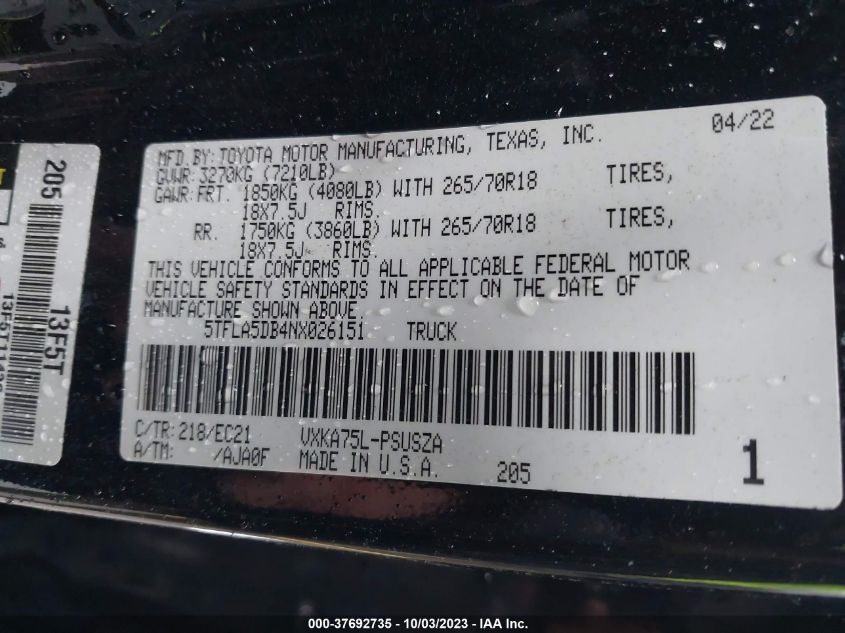 04/22
MFD. BY: TOYOTA MOTOR MANUFACTURING, TEXAS, INC.
GVWR: 3270KG (7210LB)
GAWR: FRT. 1850KG (4080LB) WITH 265/70R18 TIRES,
18X7.5J RIMS.
RR. 1750KG (3860LB) WITH 265/70R18 TIRES,
18X7.5J RIMS.
THIS VEHICLE CONFORMS TO ALL APPLICABLE FEDERAL MOTOR
VEHICLE SAFETY STANDARDS IN EFFECT ON THE DATE OF
MANUFACTURE SHOWN ABOVE.
5TFLA5DB4NX026151 TRUCK
C/TR: 218/EC21 VXKA75L-PSUSZA
A/TM: /AJA0F MADE IN U.S.A. 205 1
205
13F5T
000-37692735 - 10/03/2023 - IAA Inc.